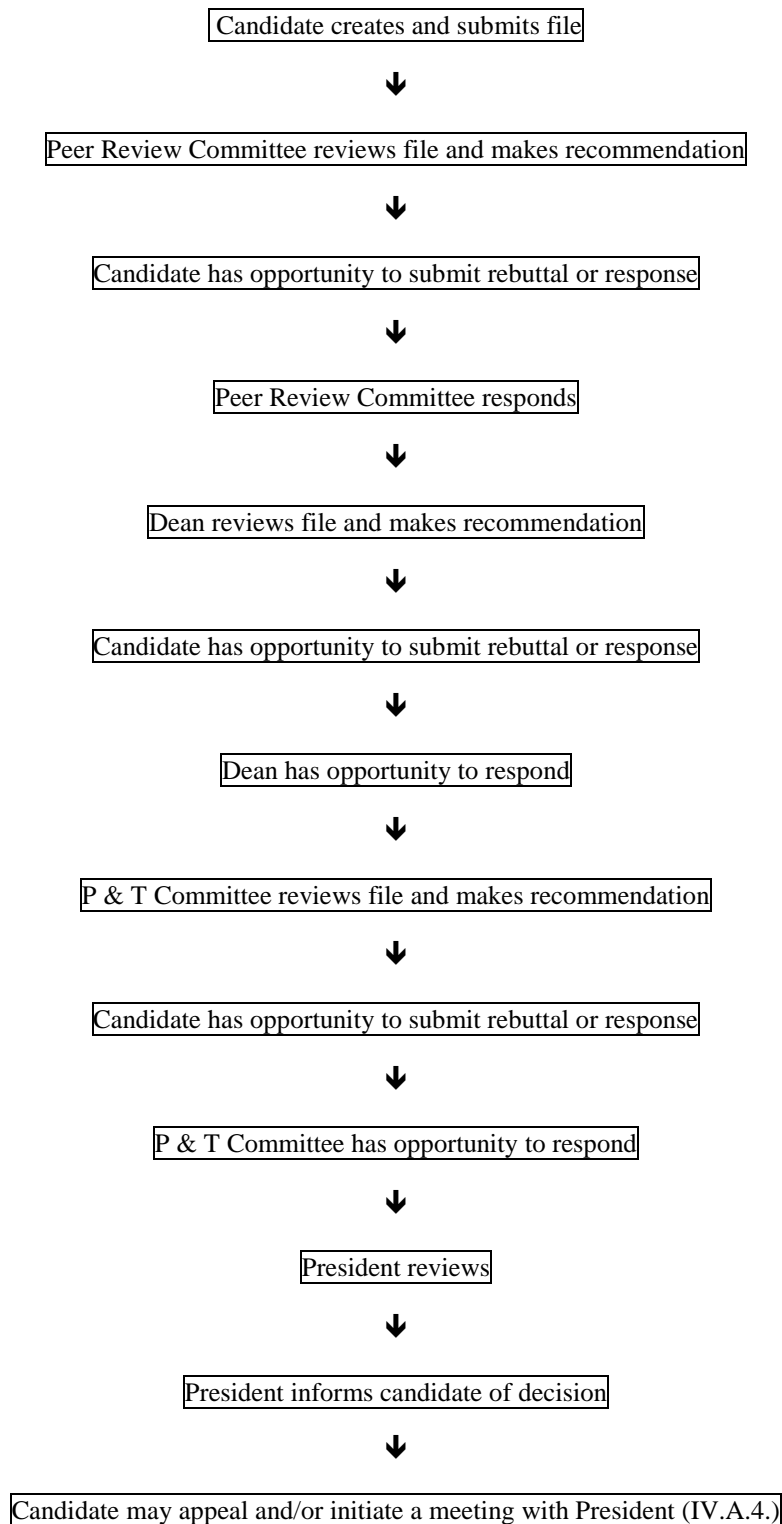 Candidate creates and submits file
Peer Review Committee reviews file and makes recommendation
Candidate has opportunity to submit rebuttal or response
Peer Review Committee responds
Dean reviews file and makes recommendation
Candidate has opportunity to submit rebuttal or response
Dean has opportunity to respond
P & T Committee reviews file and makes recommendation
Candidate has opportunity to submit rebuttal or response
P & T Committee has opportunity to respond
President reviews
President informs candidate of decision
Candidate may appeal and/or initiate a meeting with President (IV.A.4.)